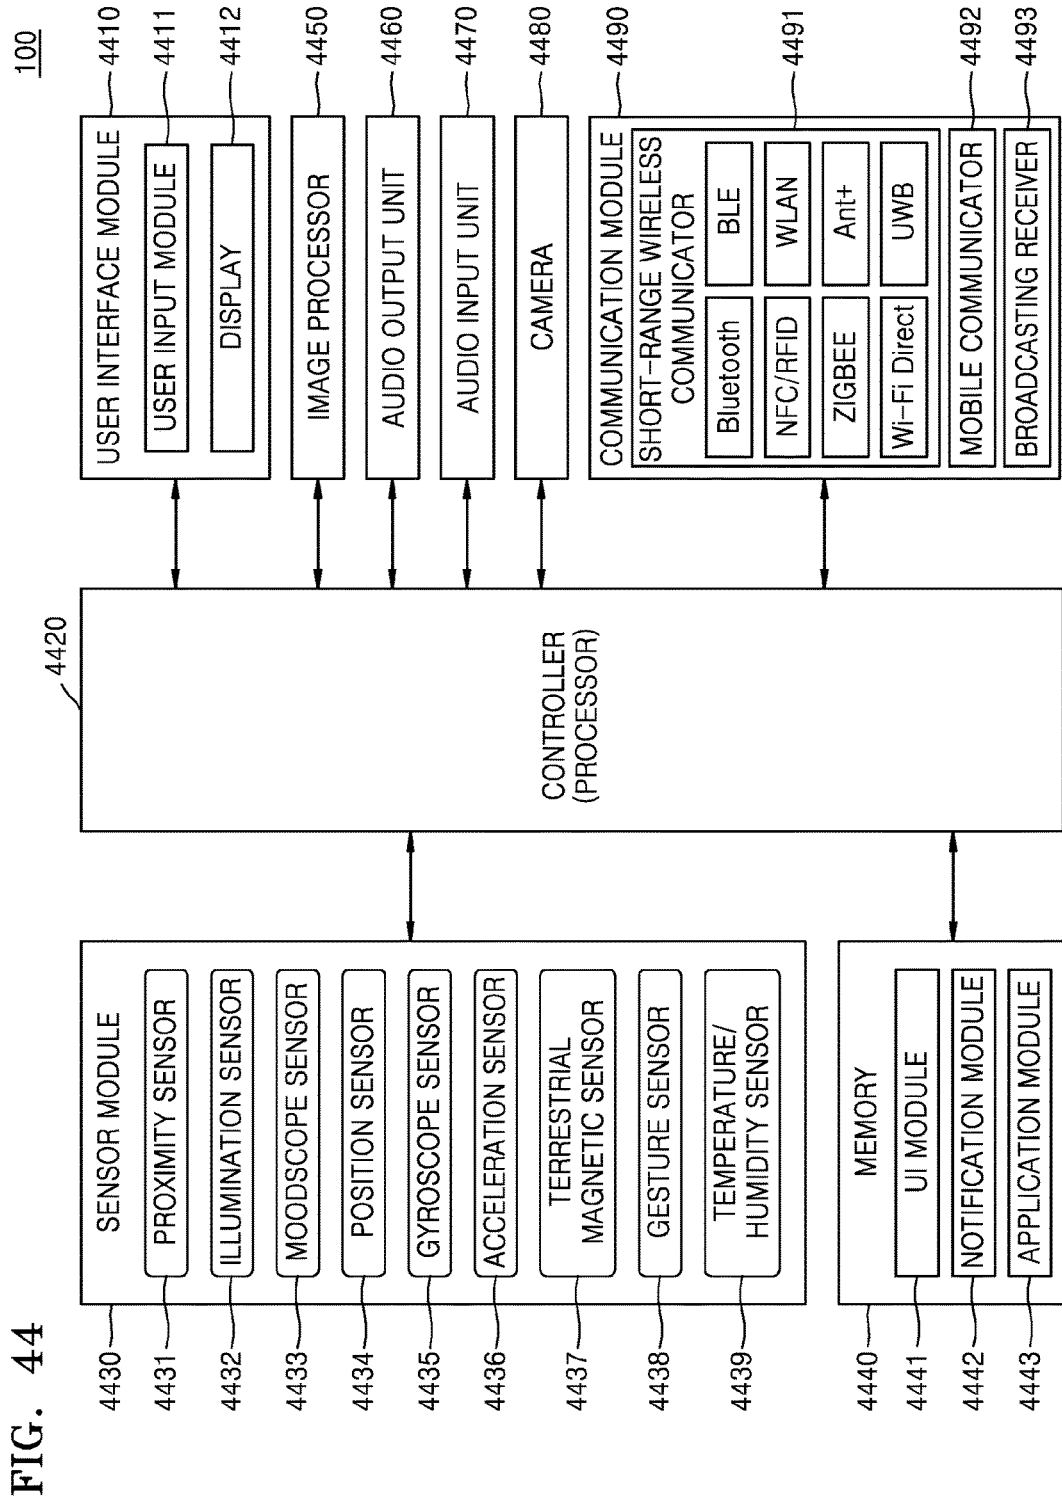 FIG. 44
100
4430
SENSOR MODULE
4431
PROXIMITY SENSOR
4432
ILLUMINATION SENSOR
4433
MOODSCOPE SENSOR
4434
POSITION SENSOR
4435
GYROSCOPE SENSOR
4436
ACCELERATION SENSOR
4437
TERRESTRIAL
MAGNETIC SENSOR
4438
GESTURE SENSOR
4439
TEMPERATURE/
HUMIDITY SENSOR
4440
MEMORY
4441
UI MODULE
4442
NOTIFICATION MODULE
4443
APPLICATION MODULE
4420
CONTROLLER
(PROCESSOR)
USER INTERFACE MODULE
4410
USER INPUT MODULE
4411
DISPLAY
4412
IMAGE PROCESSOR
4450
AUDIO OUTPUT UNIT
4460
AUDIO INPUT UNIT
4470
CAMERA
4480
COMMUNICATION MODULE
4490
SHORT-RANGE WIRELESS
COMMUNICATOR
4491
Bluetooth
BLE
NFC/RFID
WLAN
ZIGBEE
Ant+
Wi-Fi Direct
UWB
MOBILE COMMUNICATOR
4492
BROADCASTING RECEIVER
4493